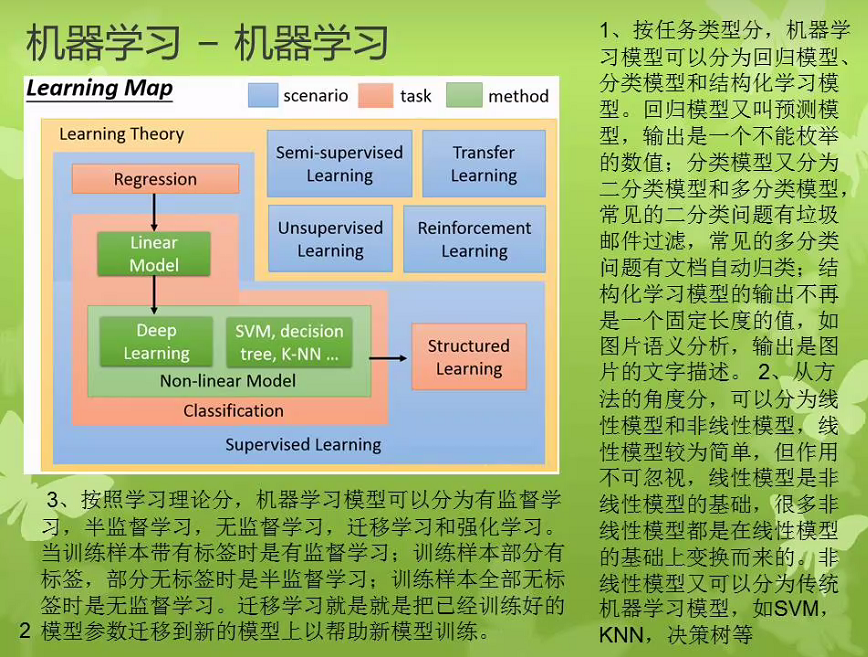 机器学习 – 机器学习
Learning Map
scenario
task
method
Learning Theory
Regression
Linear
Model
Deep
Learning
SVM, decision
tree, K-NN ...
Non-linear Model
Classification
Supervised Learning
Semi-supervised
Learning
Transfer
Learning
Unsupervised
Learning
Reinforcement
Learning
Structured
Learning
1、按任务类型分，机器学
习模型可以分为回归模型、
分类模型和结构化学习模
型。回归模型又叫预测模
型，输出是一个不能枚举
的数值；分类模型又分为
二分类模型和多分类模型，
常见的二分类问题有垃圾
邮件过滤，常见的多分类
问题有文档自动归类；结
构化学习模型的输出不再
是一个固定长度的值，如
图片语义分析，输出是图
片的文字描述。 2、从方
法的角度分，可以分为线
性模型和非线性模型，线
性模型较为简单，但作用
不可忽视，线性模型是非
线性模型的基础，很多非
线性模型都是在线性模型
的基础上变换而来的。非
线性模型又可以分为传统
机器学习模型，如SVM，
KNN，决策树等
3、按照学习理论分，机器学习模型可以分为有监督学
习，半监督学习，无监督学习，迁移学习和强化学习。
当训练样本带有标签时是有监督学习；训练样本部分有
标签，部分无标签时是半监督学习；训练样本全部无标
签时是无监督学习。迁移学习就是就是把已经训练好的
模型参数迁移到新的模型上以帮助新模型训练。
2